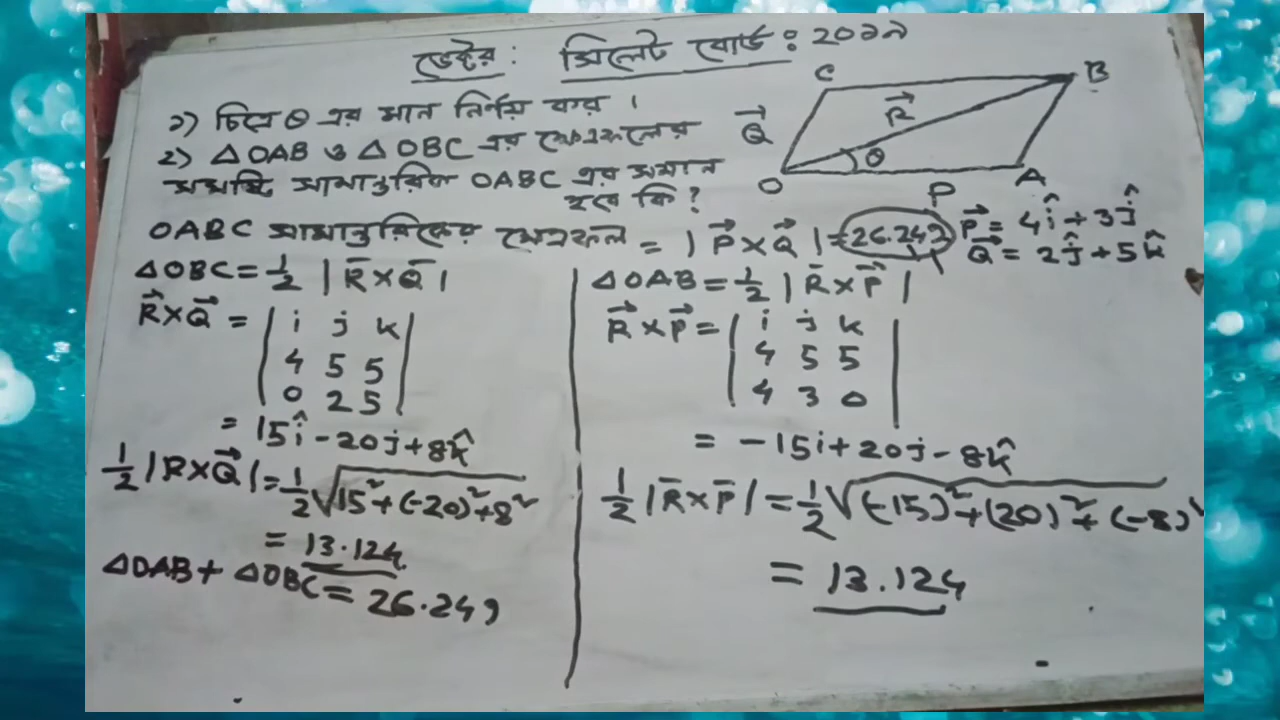 ভেক্টর : সিলেট বোর্ড : ২০১৯
১) চিত্রে θ এর মান নির্ণয় কর ।
২) △OAB ও △OBC এর ক্ষেত্রফলের
সমষ্টি সামান্তরিক OABC এর সমান
হবে কি ?
C
B
Q⃗
R⃗
θ
O
P
A
P⃗ = 4î + 3ĵ
Q⃗ = 2ĵ + 5k̂
OABC সামান্তরিকের ক্ষেত্রফল = | P⃗ × Q⃗ | = 26.249
△OBC = 1/2 | R̄ × Q̄ |
R⃗ × Q⃗ = | i j k |
| 4 5 5 |
| 0 2 5 |
= 15î - 20j + 8k̂
1/2 | R × Q⃗ | = 1/2 √15² + (-20)² + 8²
= 13.124
△OAB + △OBC = 26.249
△OAB = 1/2 | R̄ × P⃗ |
R⃗ × P⃗ = | i j k |
| 4 5 5 |
| 4 3 0 |
= -15i + 20j - 8k̂
1/2 | R̄ × P̄ | = 1/2 √(-15)² + (20)² + (-8)²
= 13.124